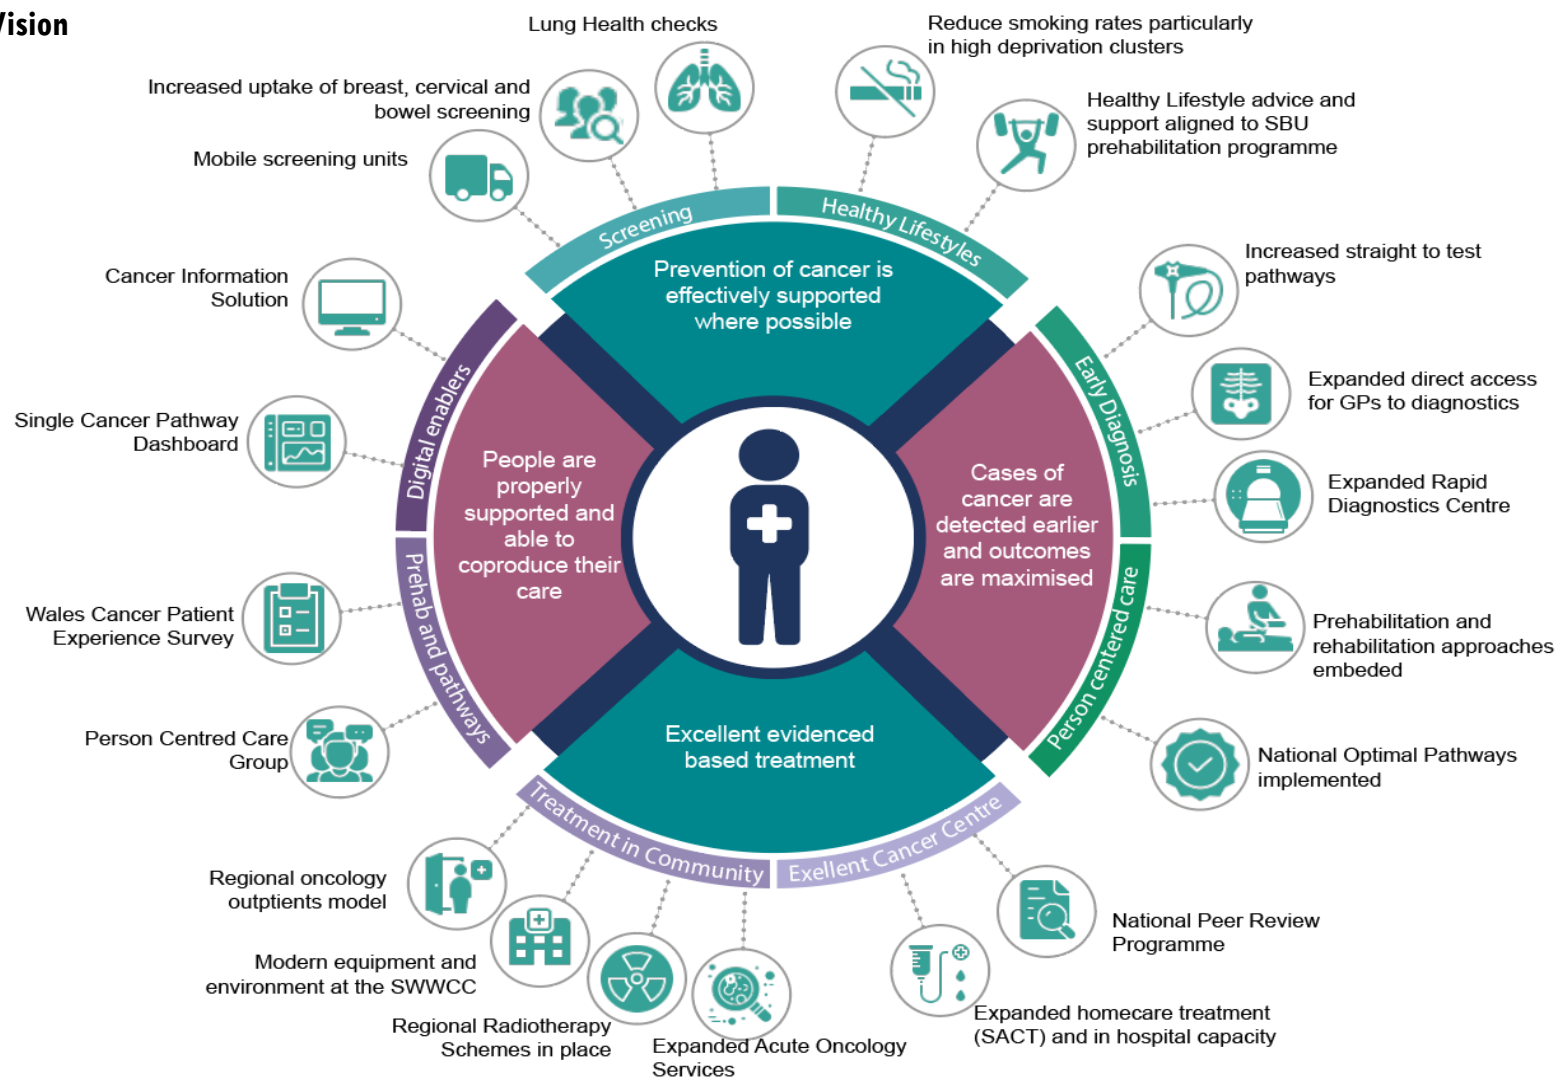 Vision
Lung Health checks
Reduce smoking rates particularly
in high deprivation clusters
Increased uptake of breast, cervical and
bowel screening
Healthy Lifestyle advice and
support aligned to SBU
prehabilitation programme
Mobile screening units
Screening
Healthy Lifestyles
Prevention of cancer is
effectively supported
where possible
Increased straight to test
pathways
Cancer Information
Solution
Digital enablers
Early Diagnosis
Expanded direct access
for GPs to diagnostics
Single Cancer Pathway
Dashboard
People are
properly
supported and
able to
coproduce their
care
Cases of
cancer are
detected earlier
and outcomes
are maximised
Expanded Rapid
Diagnostics Centre
Prehab and pathways
Person centered care
Wales Cancer Patient
Experience Survey
Prehabilitation and
rehabilitation approaches
embeded
Person Centred Care
Group
Excellent evidenced
based treatment
National Optimal Pathways
implemented
Treatment in Community
Exellent Cancer Centre
Regional oncology
outptients model
National Peer Review
Programme
Modern equipment and
environment at the SWWCC
Regional Radiotherapy
Schemes in place
Expanded Acute Oncology
Services
Expanded homecare treatment
(SACT) and in hospital capacity